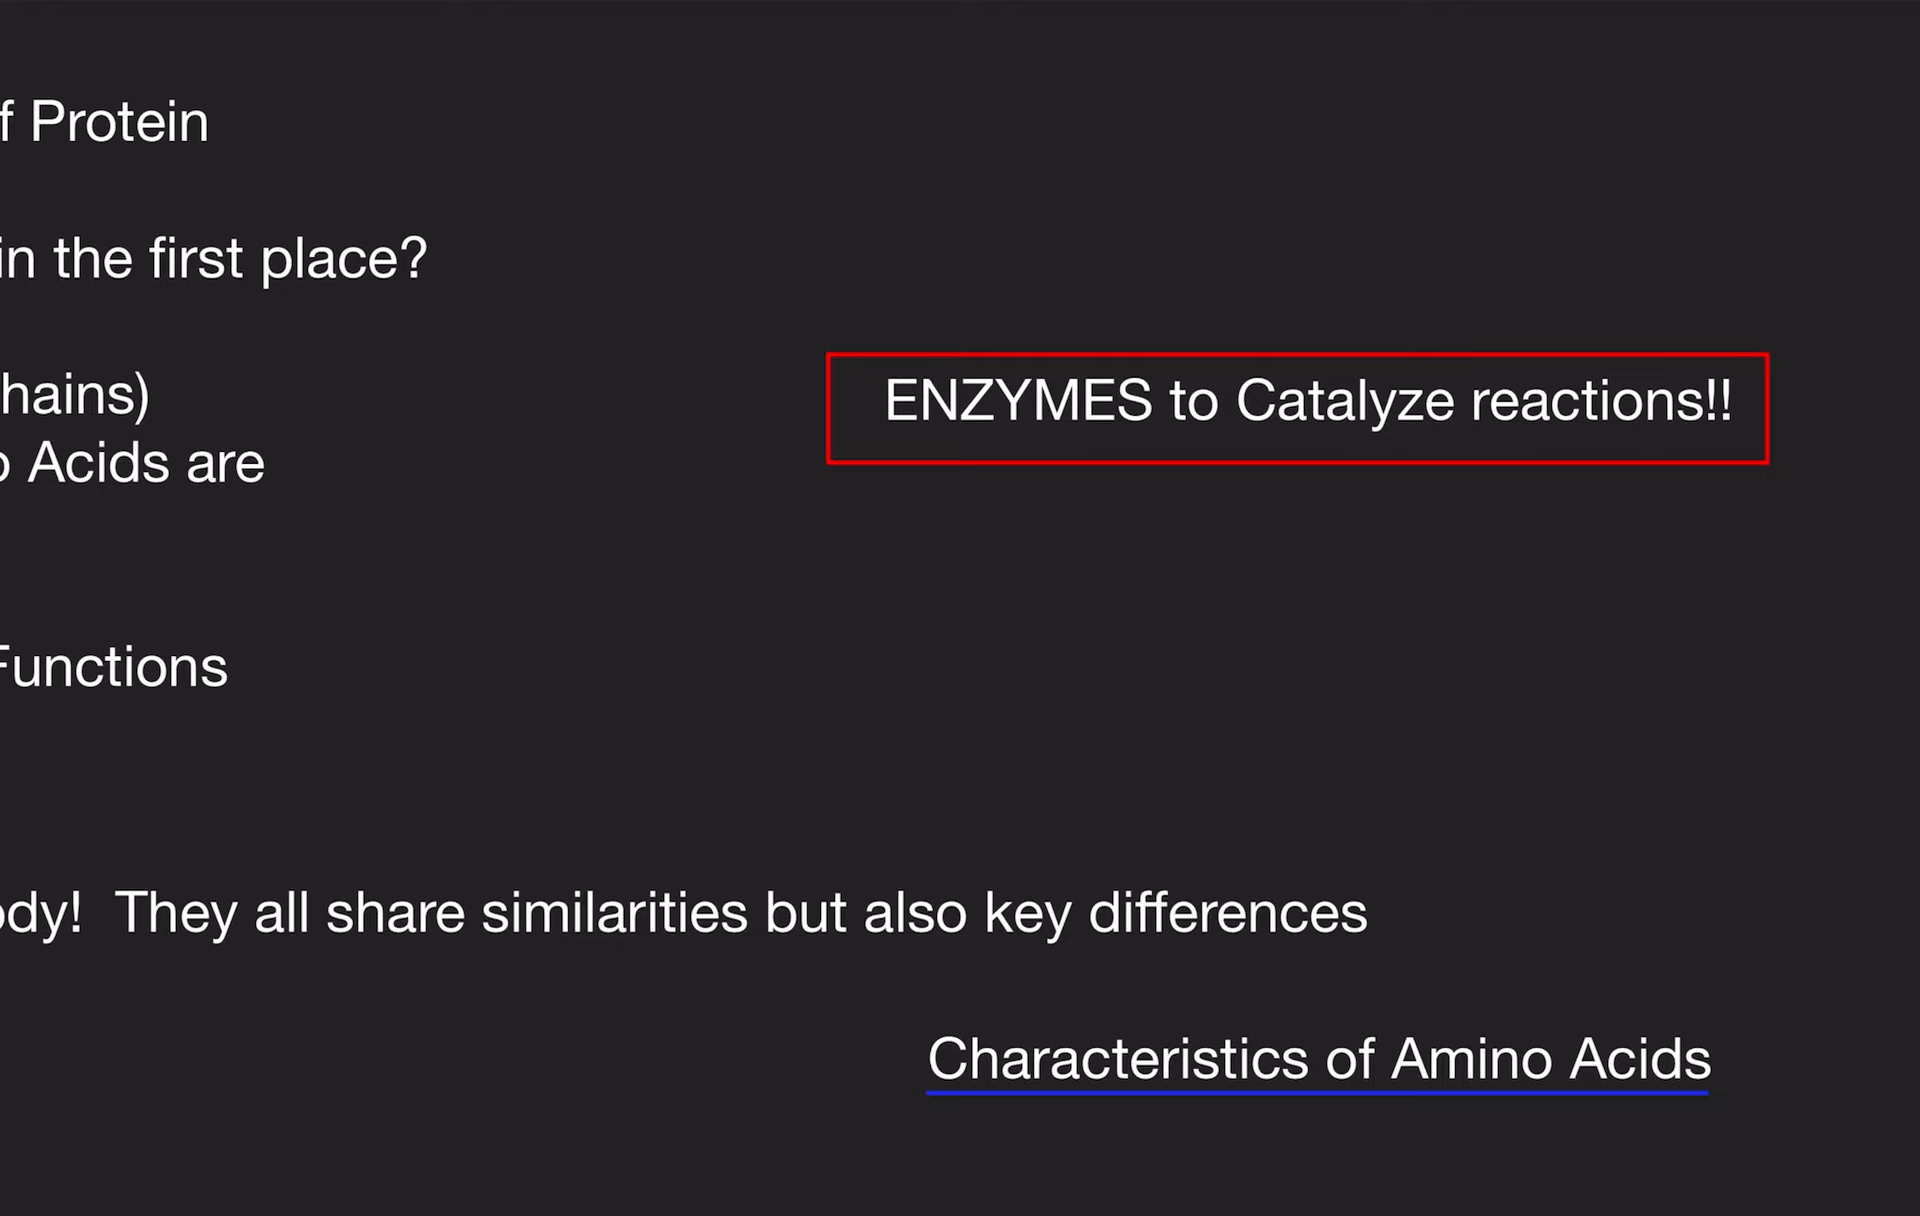 f Protein
in the first place?
hains)
ENZYMES to Catalyze reactions!!
o Acids are
Functions
ody!  They all share similarities but also key differences
Characteristics of Amino Acids